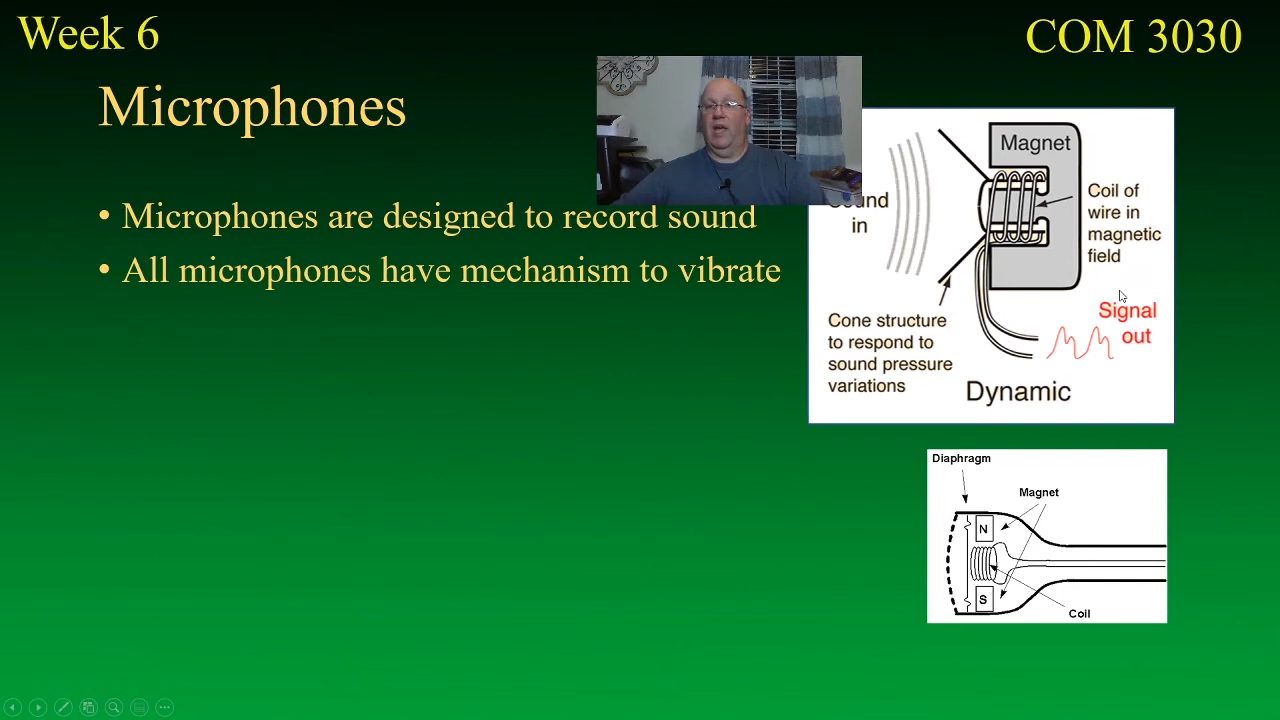 Week 6
COM 3030
Microphones
• Microphones are designed to record sound
• All microphones have mechanism to vibrate
Magnet
in
Coil of
wire in
magnetic
field
Signal
out
Cone structure
to respond to
sound pressure
variations
Dynamic
Diaphragm
Magnet
N
S
Coil